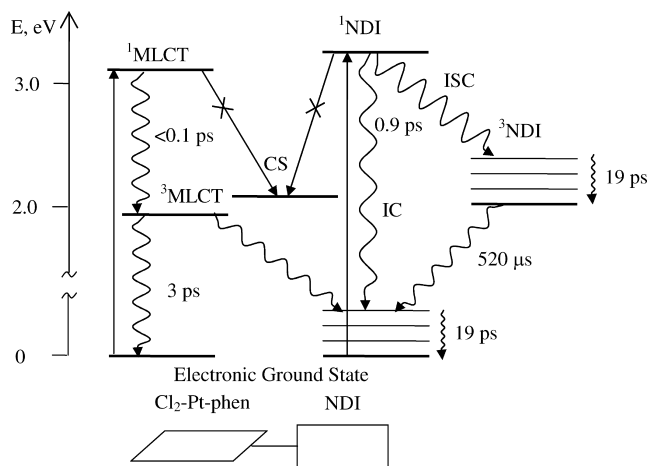 E, eV
¹MLCT
¹NDI
3.0
ISC
<0.1 ps
0.9 ps
³NDI
CS
19 ps
³MLCT
2.0
IC
520 μs
3 ps
19 ps
0
Electronic Ground State
Cl₂-Pt-phen
NDI